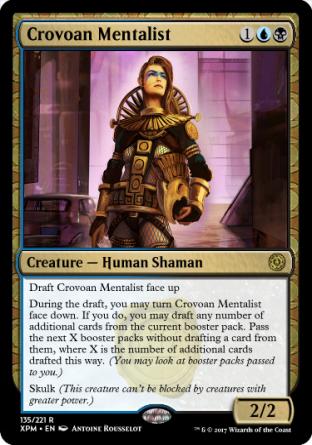 Crovoan Mentalist 1
Creature — Human Shaman
Draft Crovoan Mentalist face up
During the draft, you may turn Crovoan Mentalist
face down. If you do, you may draft any number of
additional cards from the current booster pack. Pass
the next X booster packs without drafting a card from
them, where X is the number of additional cards
drafted this way. (You may look at booster packs passed
to you.)
Skulk (This creature can't be blocked by creatures with
greater power.)
2/2
135/221 R
XPM • EN Antoine Rousselot
™ & © 2017 Wizards of the Coast